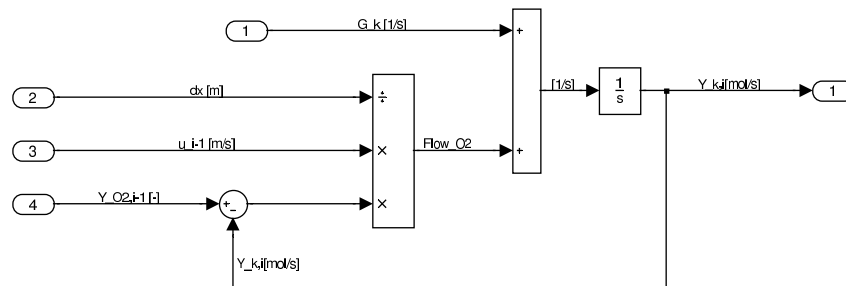 G_k [1/s]
1
+
dx [m]
2
÷
[1/s]
1
s
Y_k,i[mol/s]
1
u_i-1 [m/s]
3
×
Flow_O2
+
Y_O2,i-1 [-]
4
+
-
×
Y_k,i[mol/s]